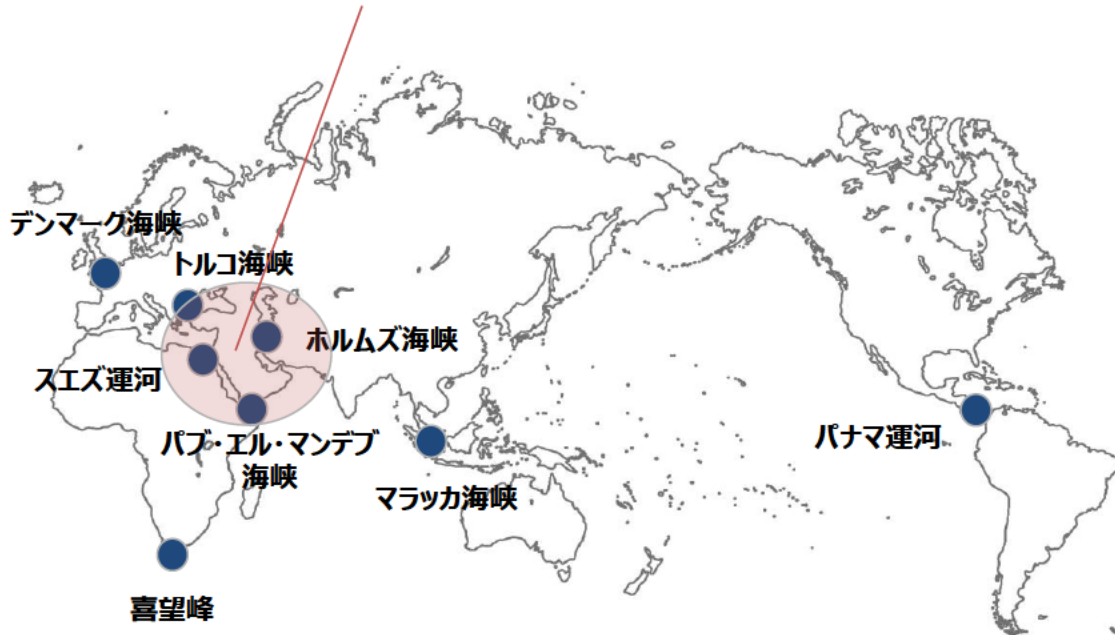 デンマーク海峡
トルコ海峡
ホルムズ海峡
スエズ運河
パブ・エル・マンデブ
海峡
マラッカ海峡
パナマ運河
喜望峰